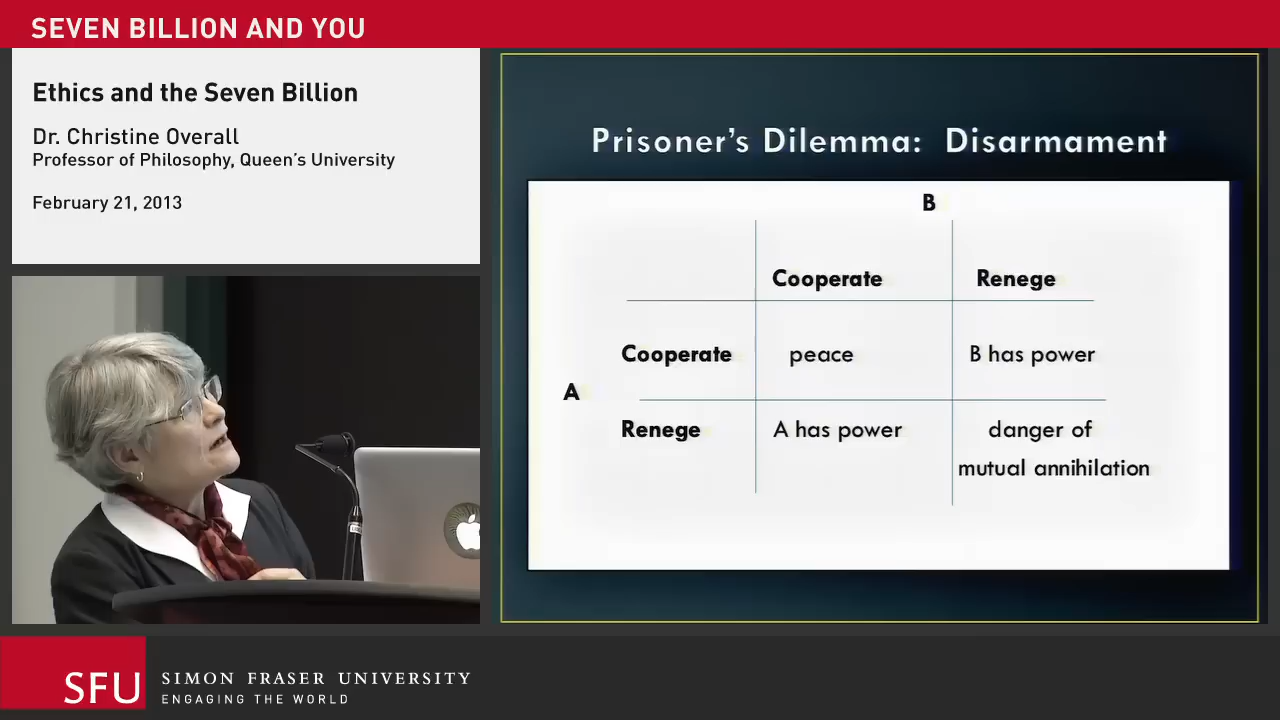 SEVEN BILLION AND YOU
Ethics and the Seven Billion
Dr. Christine Overall
Professor of Philosophy, Queen's University
February 21, 2013
Prisoner's Dilemma: Disarmament
B
Cooperate Renege
Cooperate peace B has power
A
Renege A has power danger of
mutual annihilation
SFU SIMON FRASER UNIVERSITY
ENGAGING THE WORLD